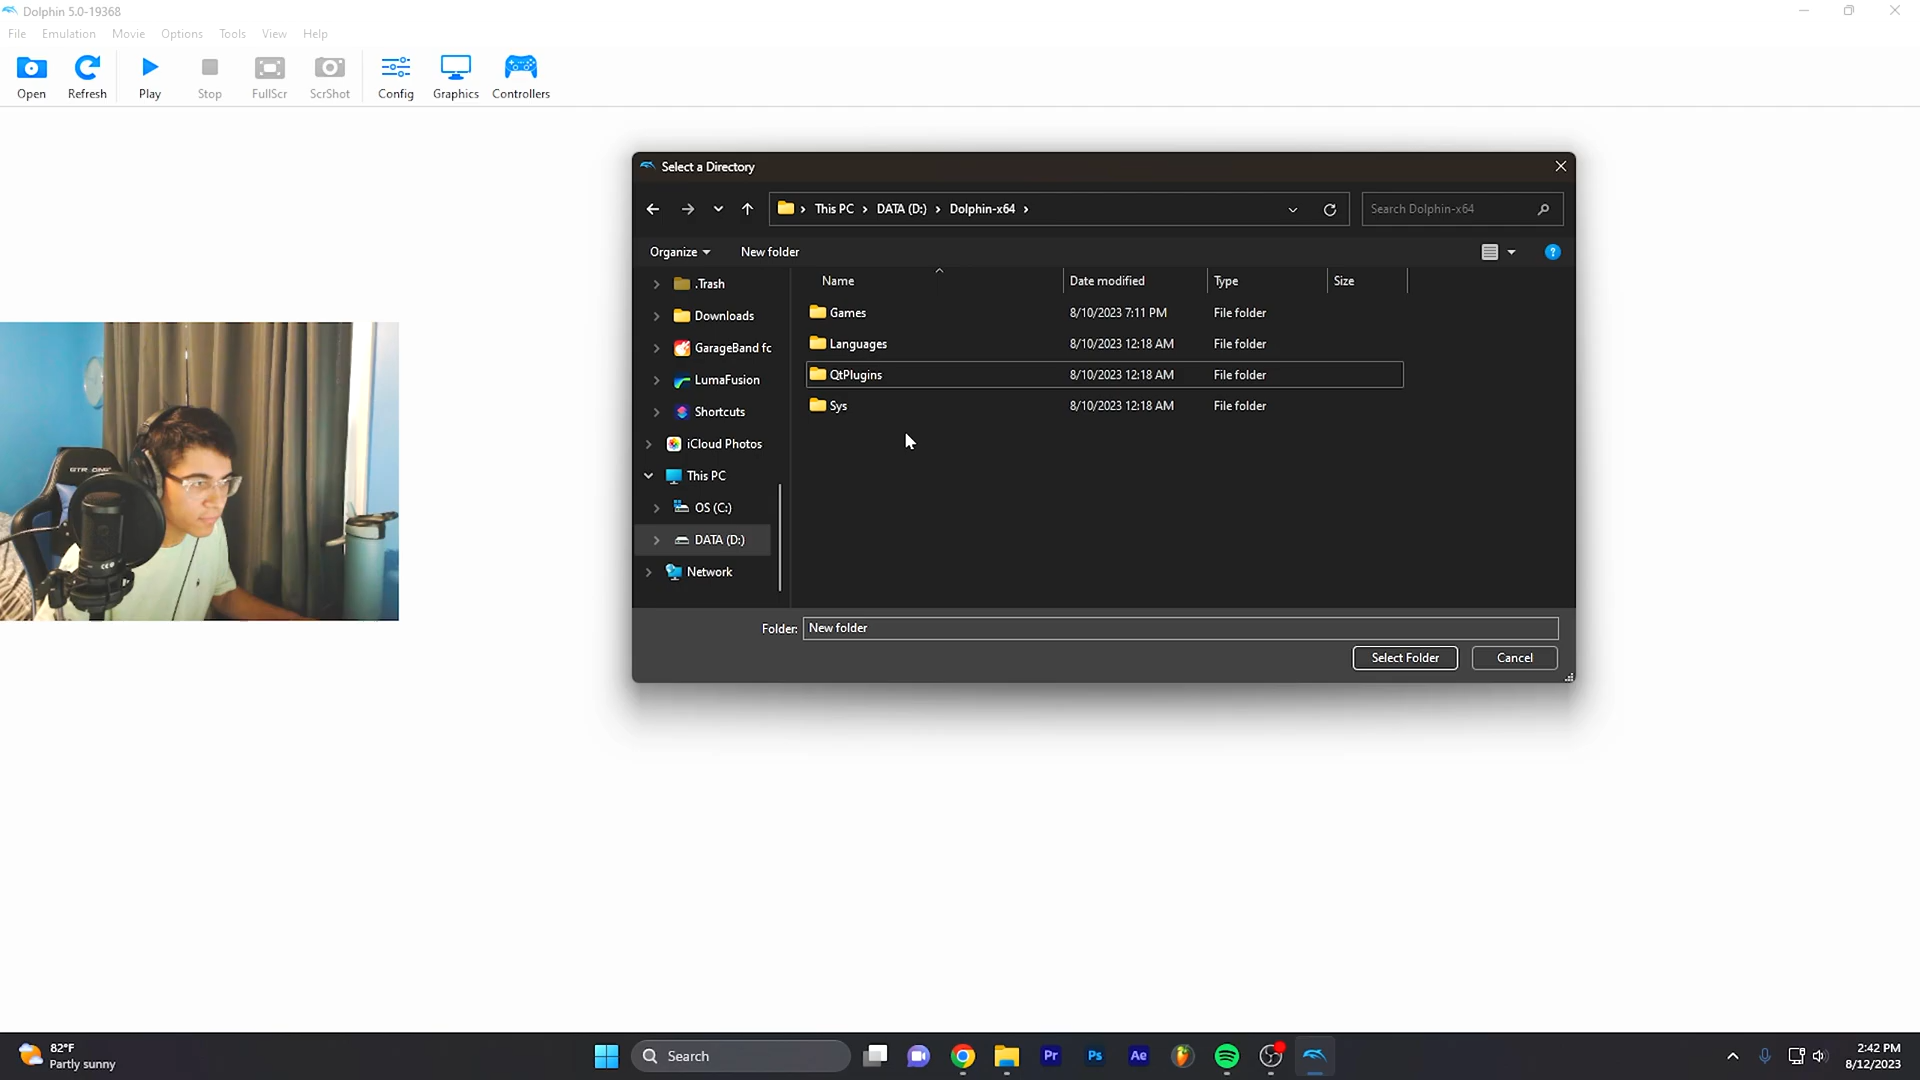 Dolphin 5.0-19368
File Emulation Movie Options Tools View Help
Open Refresh Play Stop FullScr ScrShot Config Graphics Controllers
Select a Directory
This PC DATA (D:) Dolphin-x64
Search Dolphin-x64
Organize New folder
Name Date modified Type Size
.Trash
Downloads
GarageBand fc
LumaFusion
Shortcuts
iCloud Photos
This PC
OS (C:)
DATA (D:)
Network
Games 8/10/2023 7:11 PM File folder
Languages 8/10/2023 12:18 AM File folder
QtPlugins 8/10/2023 12:18 AM File folder
Sys 8/10/2023 12:18 AM File folder
Folder: New folder
Select Folder Cancel
GTR ONE
82°F
Partly sunny
Search
Pr Ps Ae
2:42 PM
8/12/2023